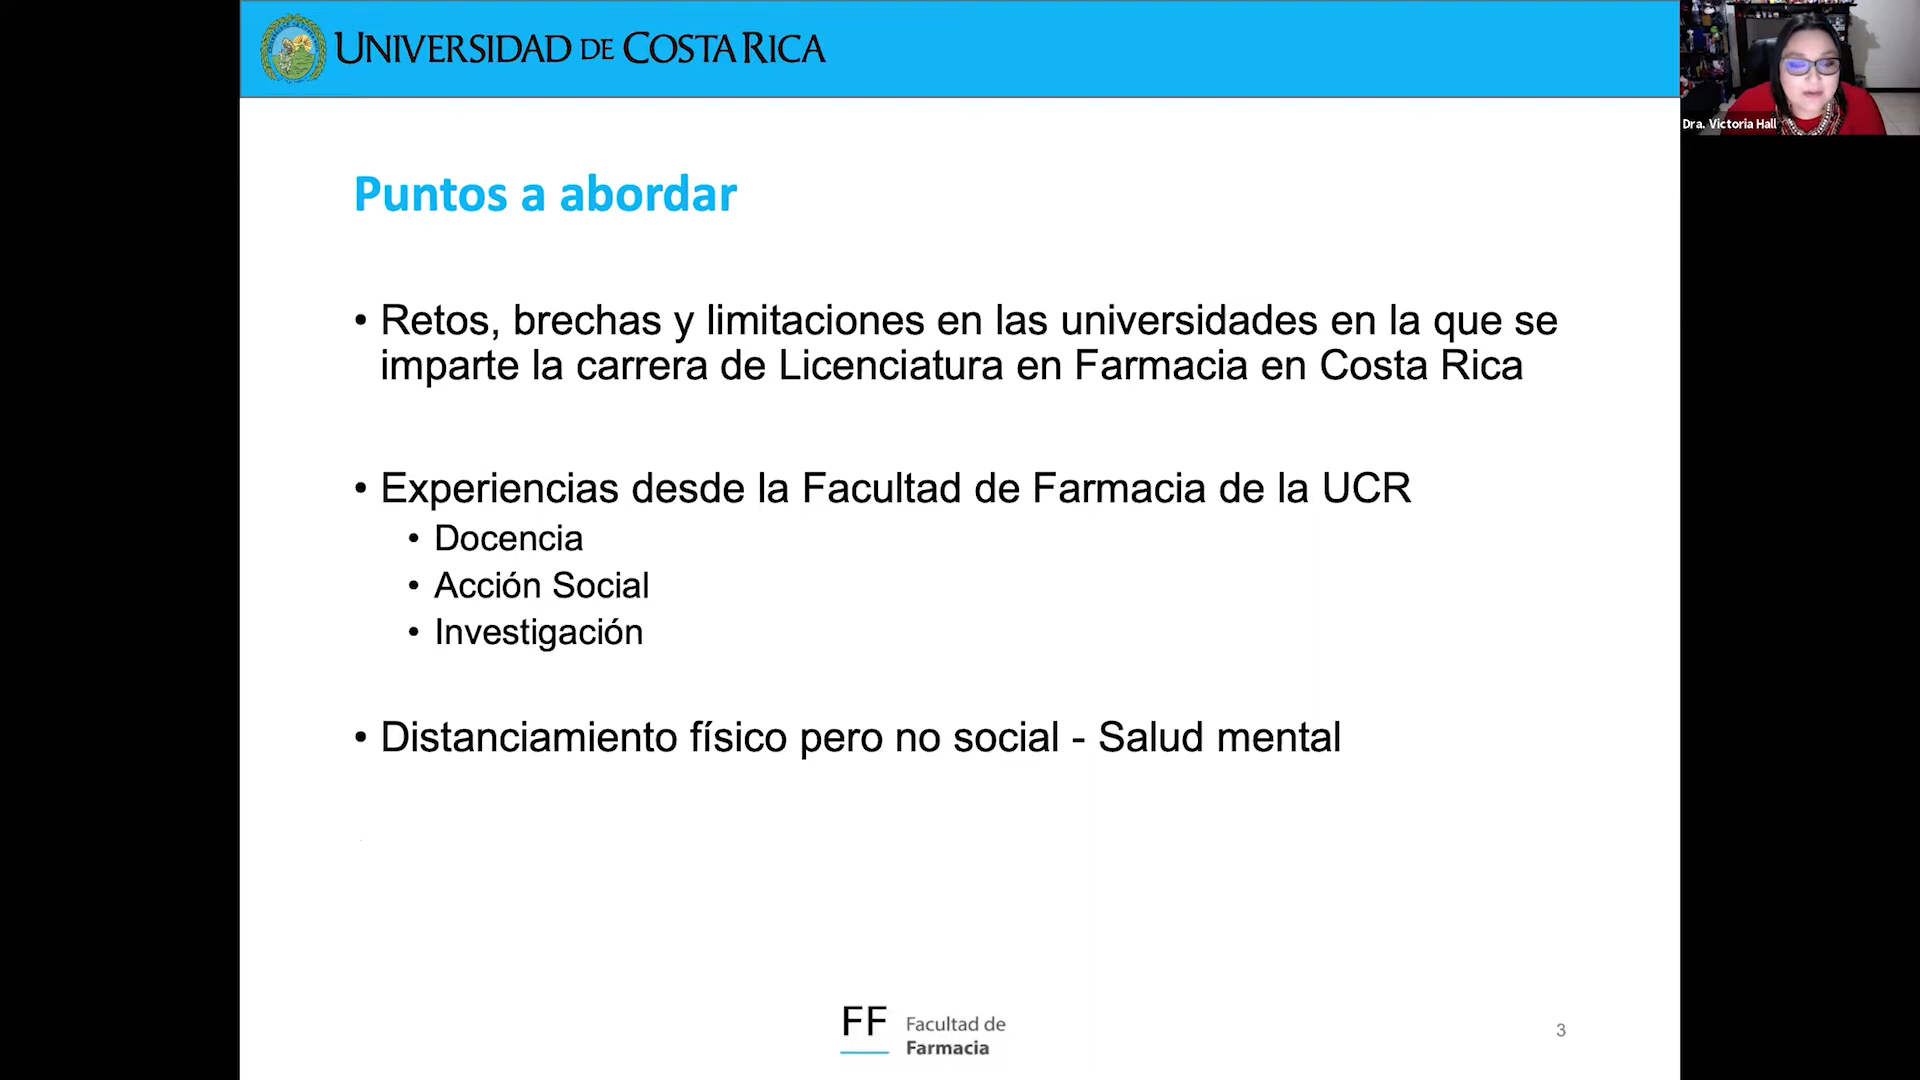 UNIVERSIDAD DE COSTA RICA
Dra. Victoria Hall
Puntos a abordar
• Retos, brechas y limitaciones en las universidades en la que se
imparte la carrera de Licenciatura en Farmacia en Costa Rica
• Experiencias desde la Facultad de Farmacia de la UCR
• Docencia
• Acción Social
• Investigación
• Distanciamiento físico pero no social - Salud mental
FF Facultad de
Farmacia
3